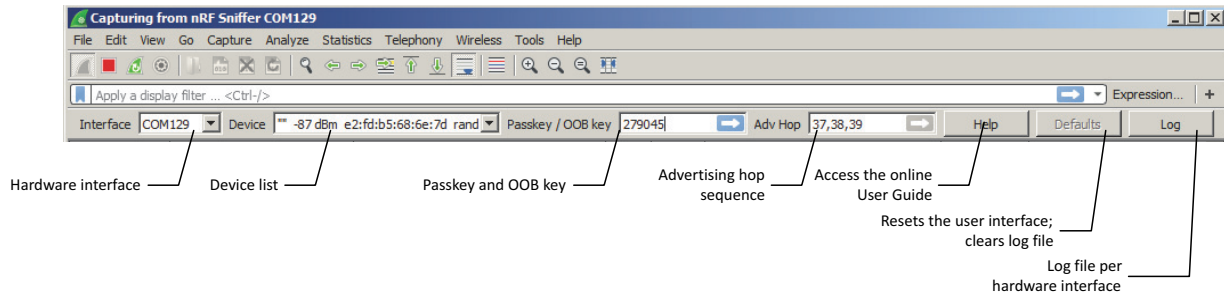 Capturing from nRF Sniffer COM129
File Edit View Go Capture Analyze Statistics Telephony Wireless Tools Help
Apply a display filter ... <Ctrl-/> Expression... +
Interface COM129 Device "" -87 dBm e2:fd:b5:68:6e:7d rand Passkey / OOB key 279045 Adv Hop 37,38,39 Help Defaults Log
Hardware interface
Device list
Passkey and OOB key
Advertising hop
sequence
Access the online
User Guide
Resets the user interface;
clears log file
Log file per
hardware interface